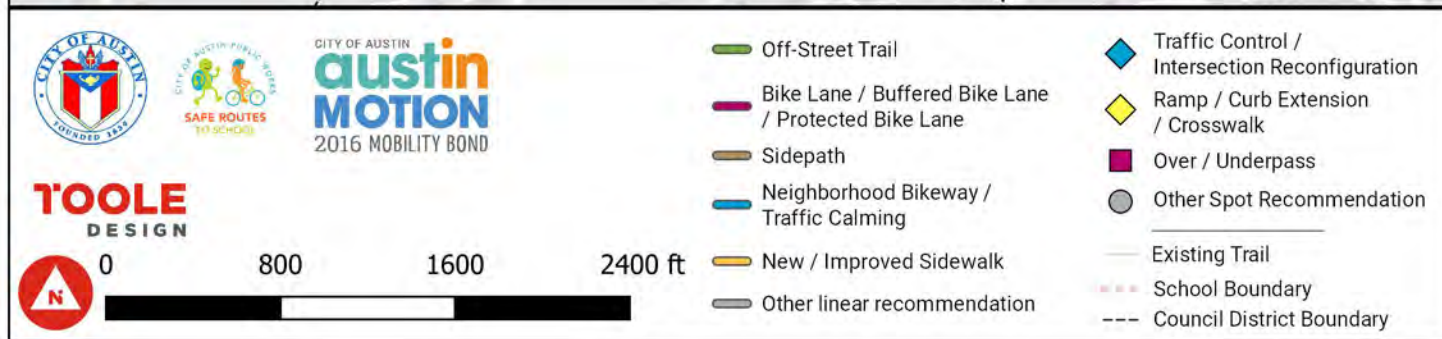 CITY OF AUSTIN
FOUNDED 1839
CITY OF AUSTIN PUBLIC WORKS
SAFE ROUTES
TO SCHOOL
CITY OF AUSTIN
austin
MOTION
2016 MOBILITY BOND
TOOLE
DESIGN
N
0 800 1600 2400 ft
Off-Street Trail
Bike Lane / Buffered Bike Lane
/ Protected Bike Lane
Sidepath
Neighborhood Bikeway /
Traffic Calming
New / Improved Sidewalk
Other linear recommendation
Traffic Control /
Intersection Reconfiguration
Ramp / Curb Extension
/ Crosswalk
Over / Underpass
Other Spot Recommendation
Existing Trail
School Boundary
Council District Boundary